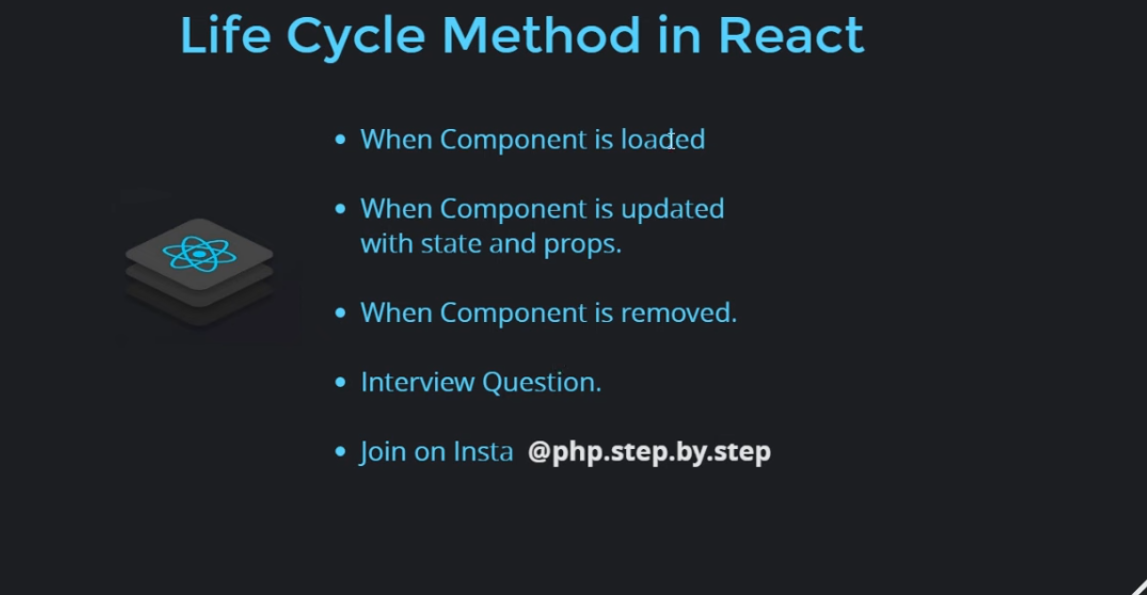 Life Cycle Method in React
When Component is loaded
When Component is updated
with state and props.
When Component is removed.
Interview Question.
Join on Insta @php.step.by.step